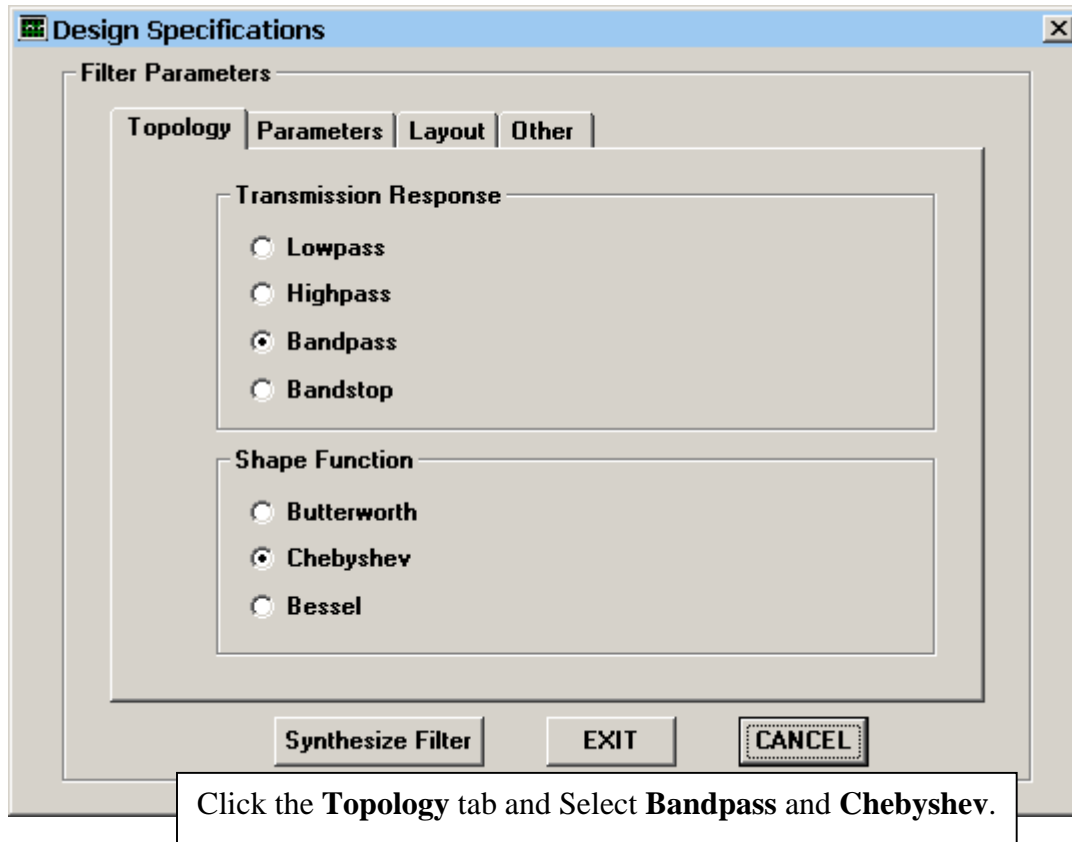 Design Specifications
Filter Parameters
Topology Parameters Layout Other
Transmission Response
Lowpass
Highpass
Bandpass
Bandstop
Shape Function
Butterworth
Chebyshev
Bessel
Synthesize Filter EXIT CANCEL
Click the Topology tab and Select Bandpass and Chebyshev.